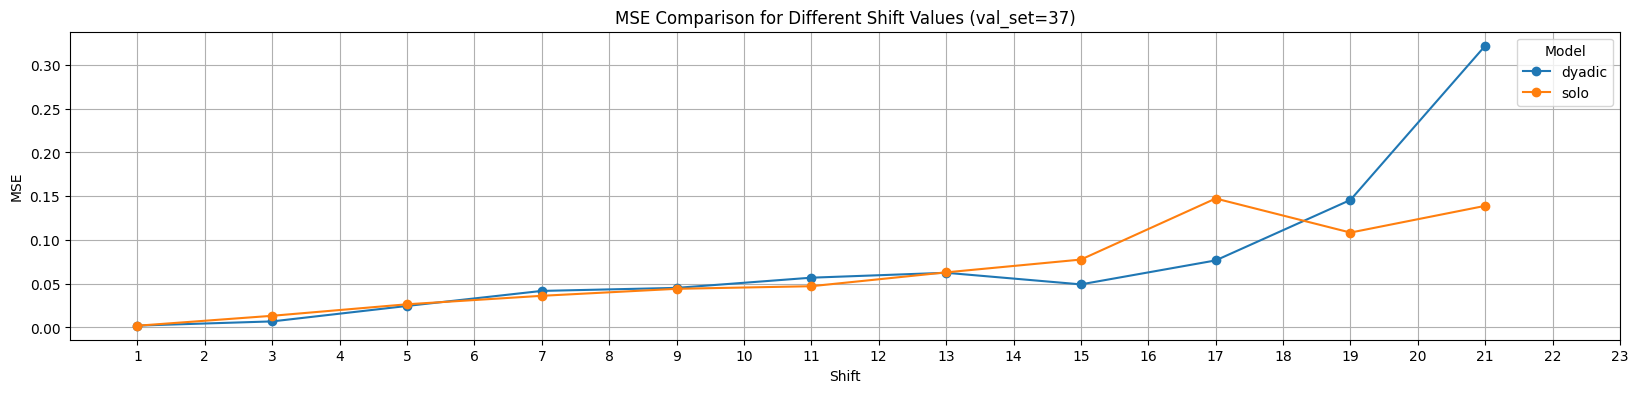 MSE Comparison for Different Shift Values (val_set=37)
Model
dyadic
solo
MSE
0.30
0.25
0.20
0.15
0.10
0.05
0.00
1 2 3 4 5 6 7 8 9 10 11 12 13 14 15 16 17 18 19 20 21 22 23
Shift